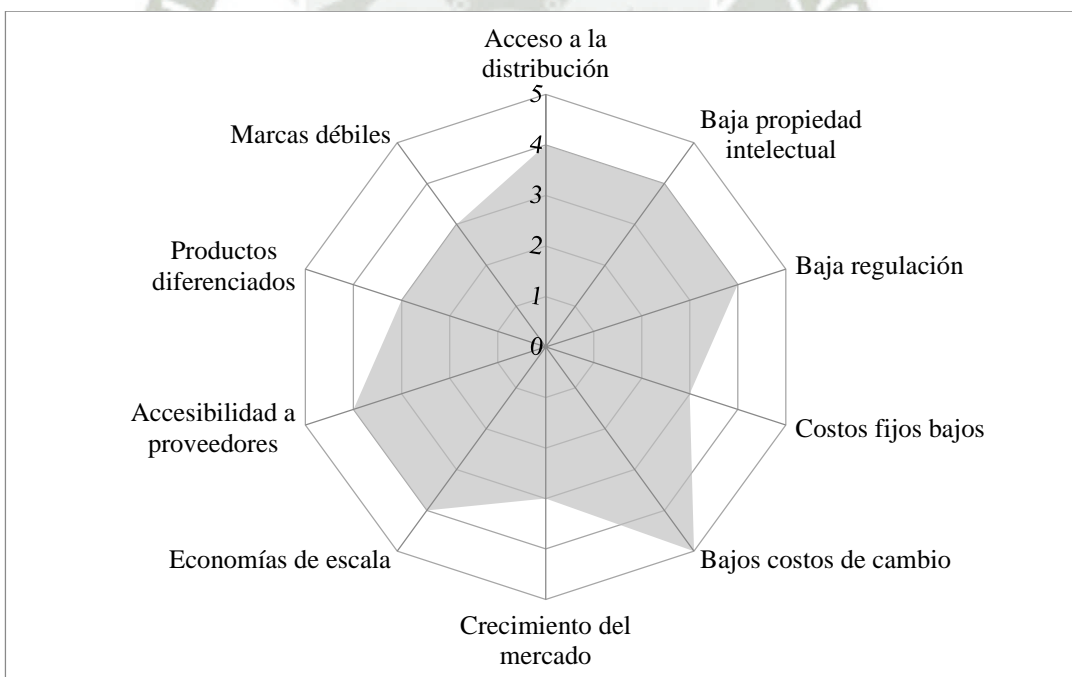 Acceso a la
distribución
Baja propiedad
intelectual
Baja regulación
Costos fijos bajos
Bajos costos de cambio
Crecimiento del
mercado
Economías de escala
Accesibilidad a
proveedores
Productos
diferenciados
Marcas débiles
5
4
3
2
1
0